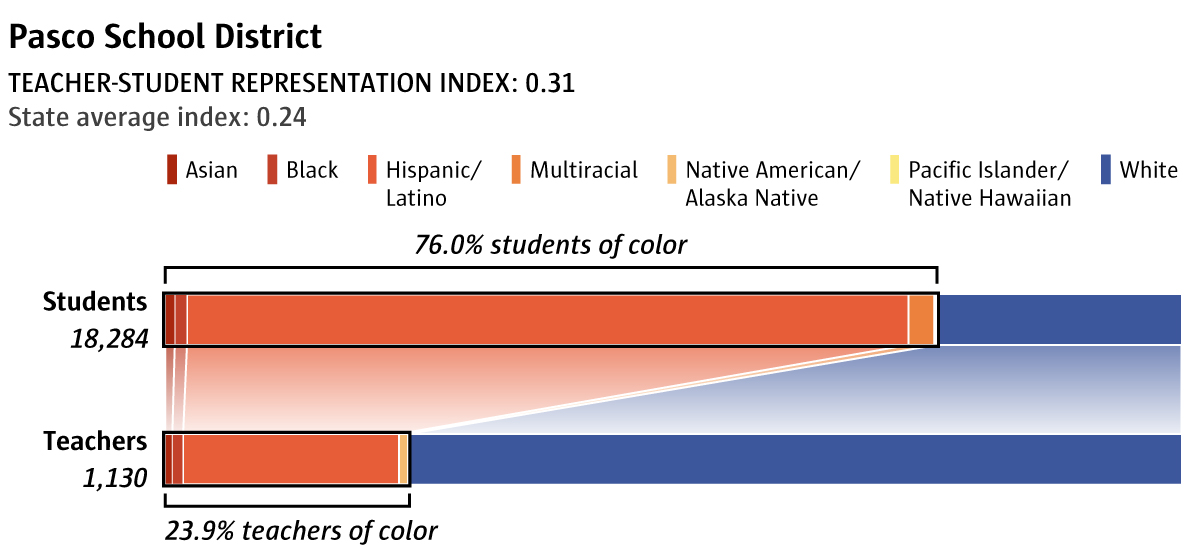 Pasco School District
TEACHER-STUDENT REPRESENTATION INDEX: 0.31
State average index: 0.24
Asian
Black
Hispanic/
Latino
Multiracial
Native American/
Alaska Native
Pacific Islander/
Native Hawaiian
White
76.0% students of color
Students
18,284
Teachers
1,130
23.9% teachers of color